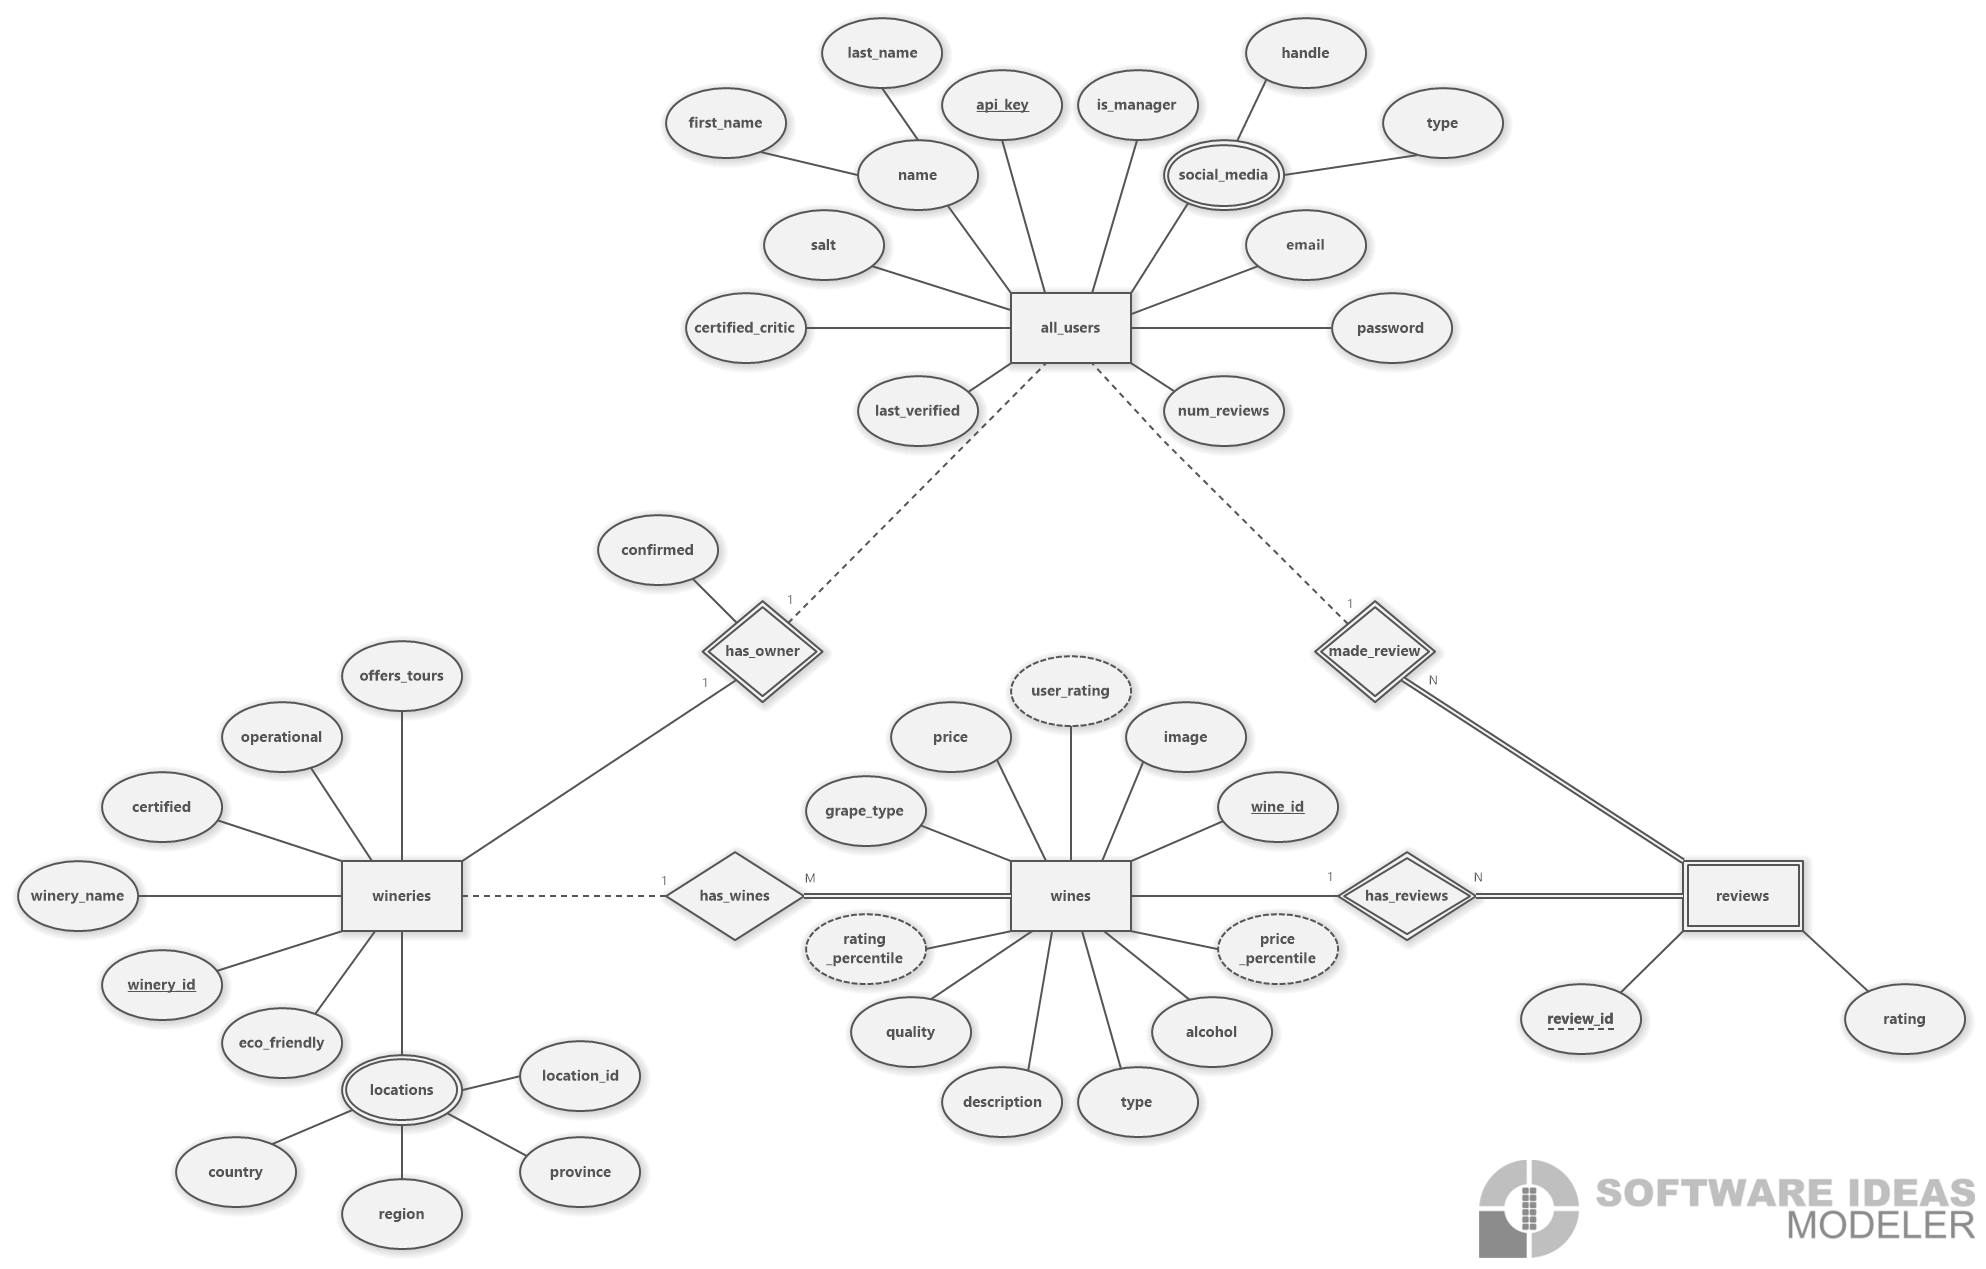 last_name
handle
api_key
is_manager
first_name
type
name
social_media
salt
email
certified_critic
all_users
password
last_verified
num_reviews
confirmed
1
1
has_owner
made_review
1
N
offers_tours
user_rating
operational
price
image
certified
grape_type
wine_id
1
M
1
N
winery_name
wineries
has_wines
wines
has_reviews
reviews
rating
_percentile
price
_percentile
winery_id
review_id
rating
eco_friendly
quality
alcohol
locations
location_id
description
type
country
province
region
SOFTWARE IDEAS
MODELER